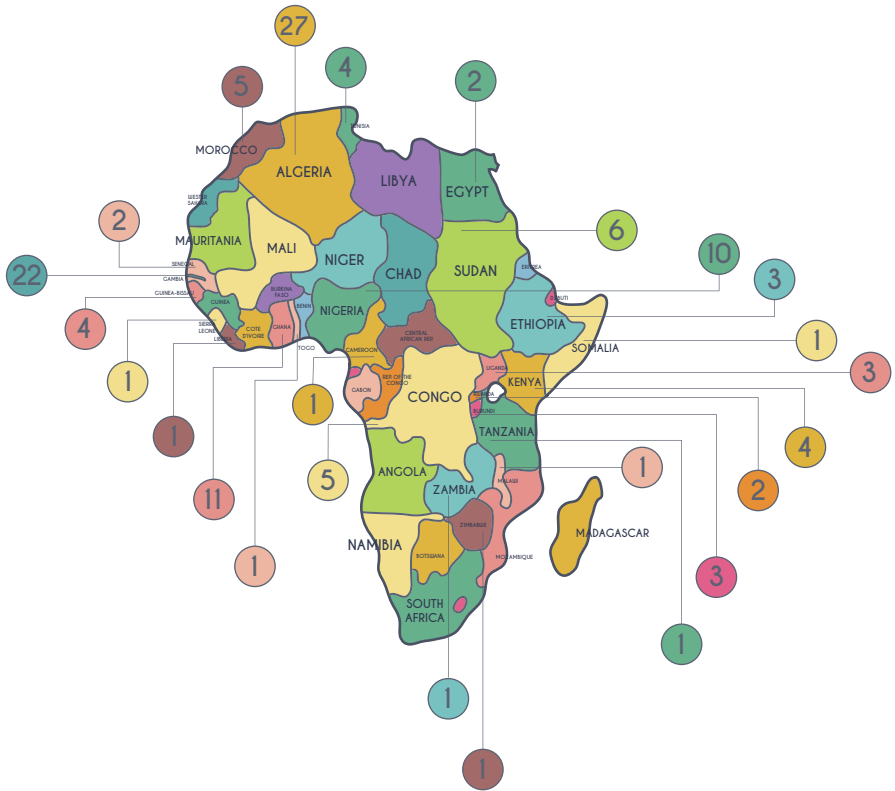 27
4
2
5
TUNISIA
MOROCCO
ALGERIA
LIBYA
EGYPT
WESTERN
SAHARA
2
6
MAURITANIA
MALI
NIGER
CHAD
SUDAN
10
SENEGAL
ERITREA
22
GAMBIA
3
GUINEA-BISSAU
BURKINA
FASO
DJIBUTI
GUINEA
BENIN
NIGERIA
ETHIOPIA
4
SIERRA
LEONE
COTE
D'IVOIRE
GHANA
CENTRAL
AFRICAN REP.
1
LIBERIA
TOGO
CAMEROON
SOMALIA
UGANDA
3
1
REP. OF THE
CONGO
KENYA
GABON
CONGO
1
BURUNDI
1
TANZANIA
4
5
ANGOLA
1
MALAWI
2
ZAMBIA
11
ZIMBABWE
MADAGASCAR
NAMIBIA
BOTSWANA
MOZAMBIQUE
1
3
SOUTH
AFRICA
1
1
1